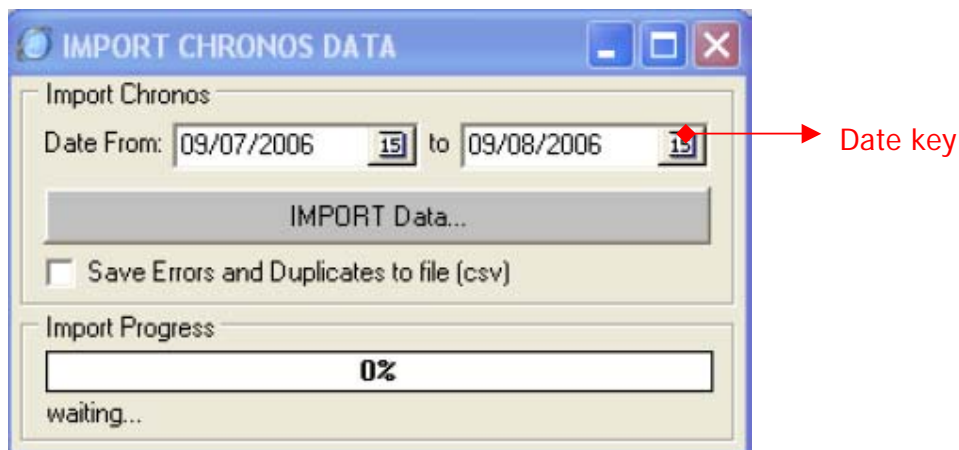 IMPORT CHRONOS DATA
Import Chronos
Date From: 09/07/2006 15 to 09/08/2006 15 Date key
IMPORT Data...
Save Errors and Duplicates to file (csv)
Import Progress
0%
waiting...